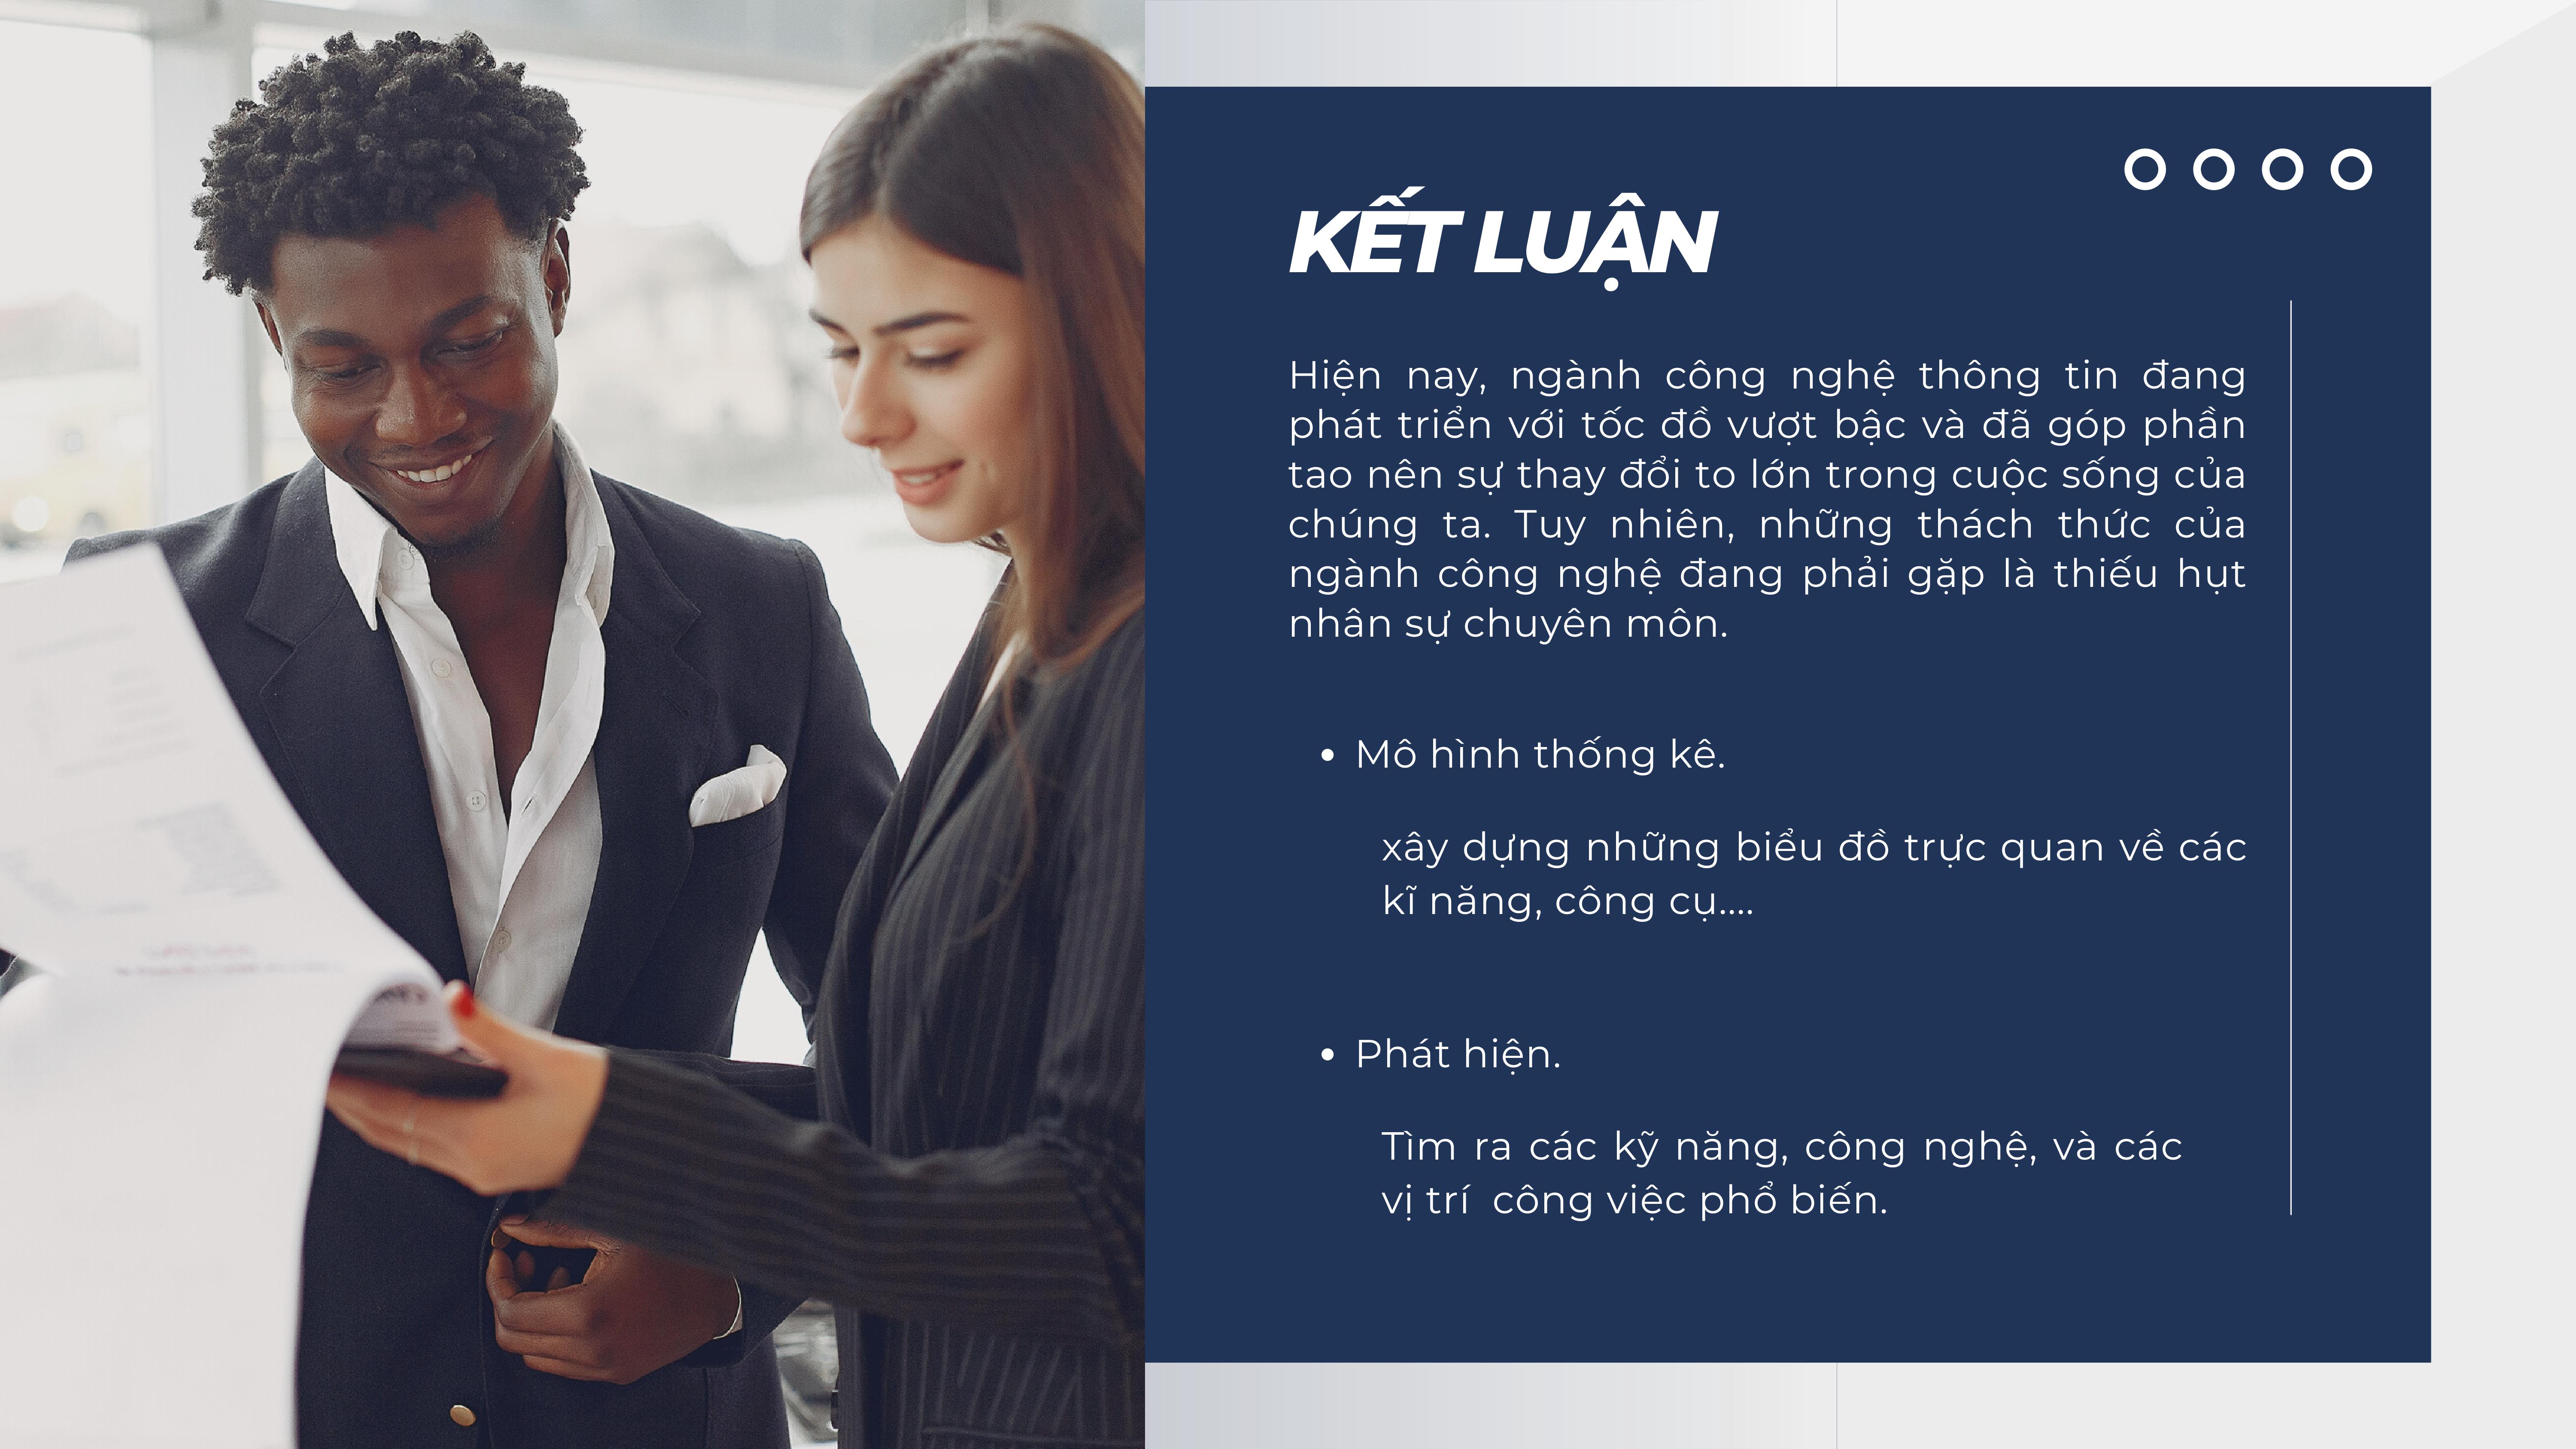 KẾT LUẬN
Hiện nay, ngành công nghệ thông tin đang
phát triển với tốc đồ vượt bậc và đã góp phần
tao nên sự thay đổi to lớn trong cuộc sống của
chúng ta. Tuy nhiên, những thách thức của
ngành công nghệ đang phải gặp là thiếu hụt
nhân sự chuyên môn.
• Mô hình thống kê.
xây dựng những biểu đồ trực quan về các
kĩ năng, công cụ....
• Phát hiện.
Tìm ra các kỹ năng, công nghệ, và các
vị trí  công việc phổ biến.